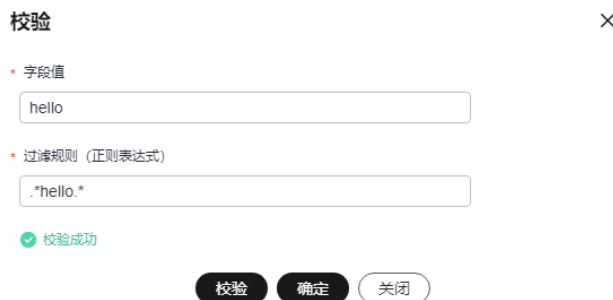 校验
* 字段值
hello
* 过滤规则（正则表达式）
.*hello.*
校验成功
校验 确定 关闭